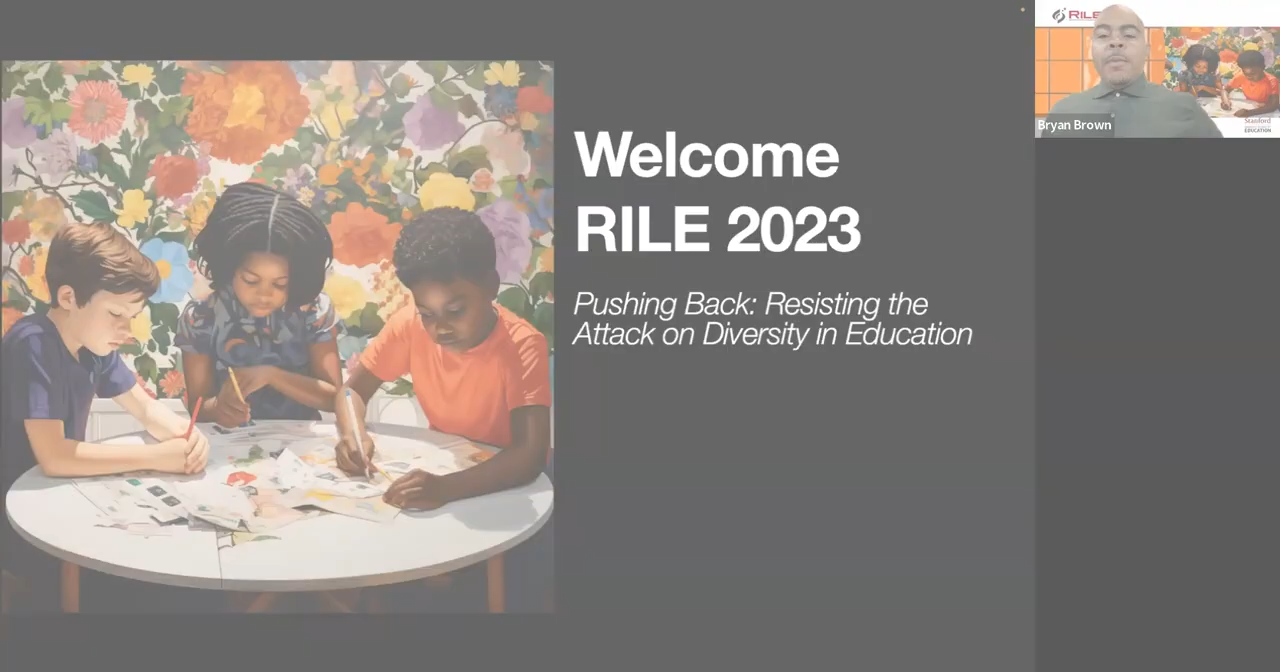 Welcome
RILE 2023
Pushing Back: Resisting the
Attack on Diversity in Education
RILE
Bryan Brown
Stanford
EDUCATION